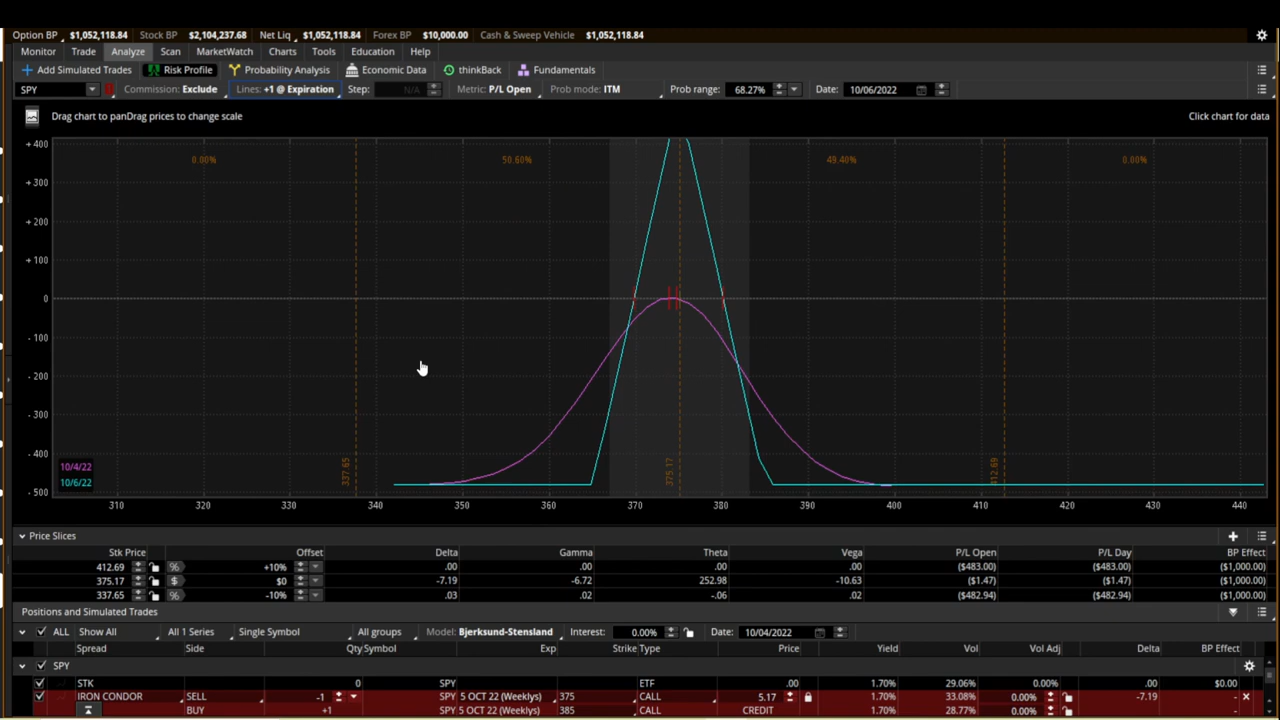 Option BP $1,052,118.84 Stock BP $2,104,237.68 Net Liq $1,052,118.84 Forex BP $10,000.00 Cash & Sweep Vehicle $1,052,118.84
Monitor Trade Analyze Scan MarketWatch Charts Tools Education Help
Add Simulated Trades Risk Profile Probability Analysis Economic Data thinkBack Fundamentals
SPY Commission: Exclude Lines: +1 @ Expiration Step: N/A Metric: P/L Open Prob mode: ITM Prob range: 68.27% Date: 10/06/2022
Drag chart to panDrag prices to change scale Click chart for data
+400
0.00% 50.60% 49.40% 0.00%
+300
+200
+100
0
-100
-200
-300
-400
10/4/22
337.65 375.17 412.69
10/6/22
-500
310 320 330 340 350 360 370 380 390 400 410 420 430 440
Price Slices
Stk Price Offset Delta Gamma Theta Vega P/L Open P/L Day BP Effect
412.69 % +10% .00 .00 .00 .00 ($483.00) ($483.00) ($1,000.00)
375.17 $ $0 -7.19 -6.72 252.98 -10.63 ($1.47) ($1.47) ($1,000.00)
337.65 % -10% .03 .02 -.06 .02 ($482.94) ($482.94) ($1,000.00)
Positions and Simulated Trades
ALL Show All All 1 Series Single Symbol All groups Model: Bjerksund-Stensland Interest: 0.00% Date: 10/04/2022
Spread Side Qty Symbol Exp Strike Type Price Yield Vol Vol Adj Delta BP Effect
SPY
STK 0 SPY ETF .00 1.70% 29.06% 0.00% .00 $0.00
IRON CONDOR SELL -1 SPY 5 OCT 22 (Weeklys) 375 CALL 5.17 1.70% 33.08% 0.00% -7.19 -
BUY +1 SPY 5 OCT 22 (Weeklys) 385 CALL CREDIT 1.70% 28.77% 0.00% -